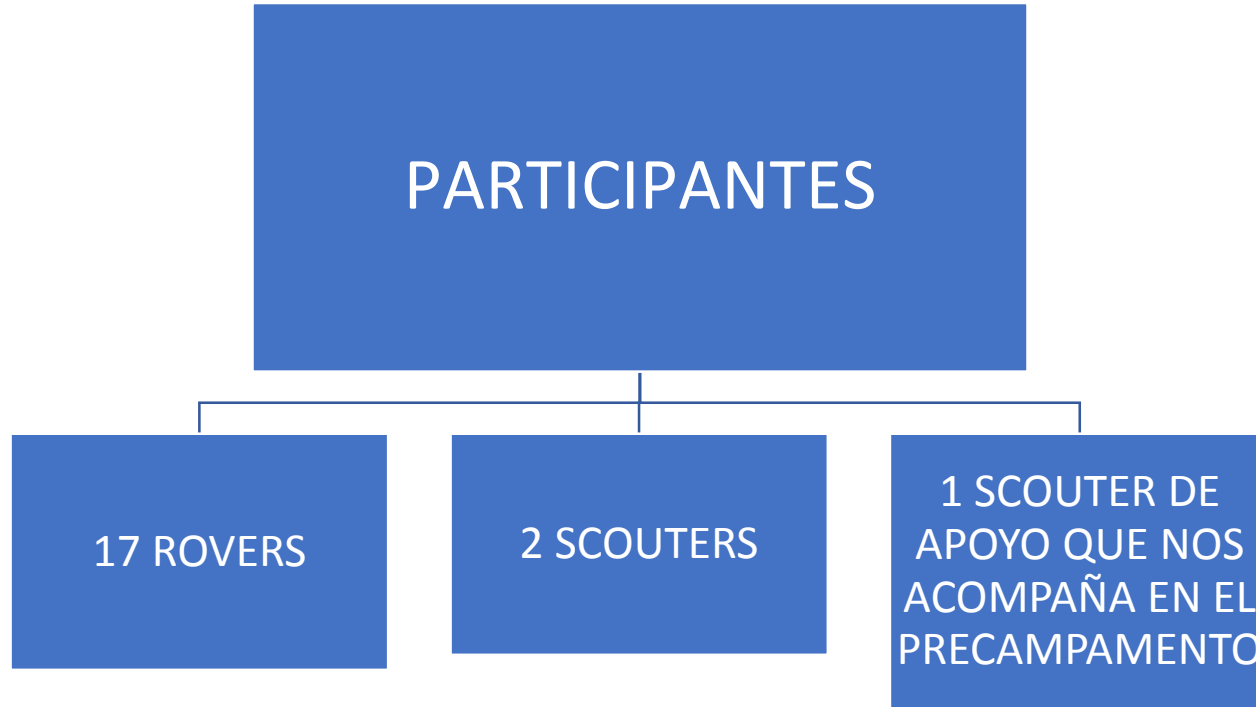 PARTICIPANTES
17 ROVERS
2 SCOUTERS
1 SCOUTER DE
APOYO QUE NOS
ACOMPAÑA EN EL
PRECAMPAMENTO